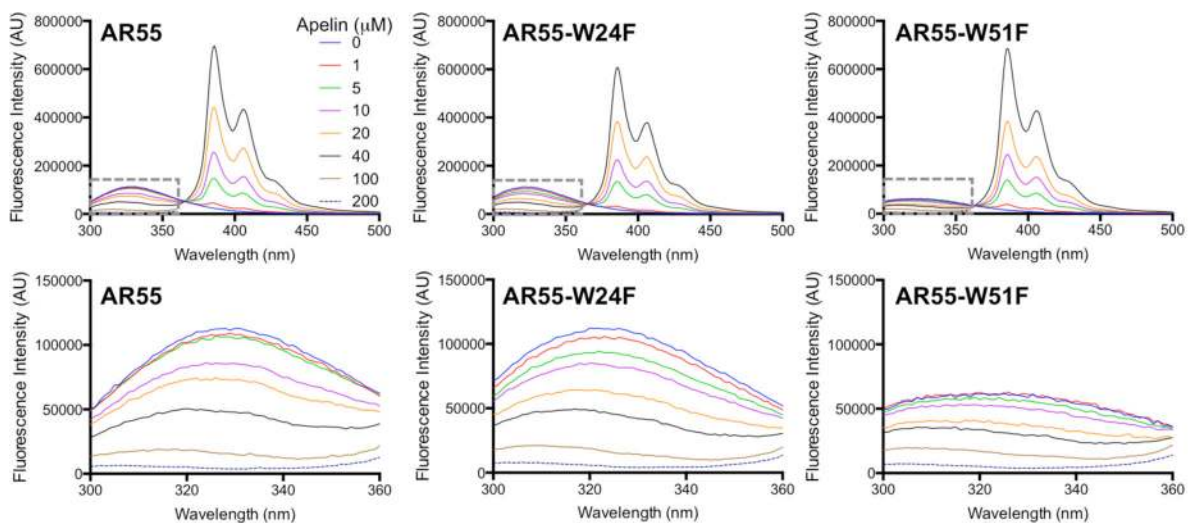 AR55
Apelin (μM)
0
1
5
10
20
40
100
200
Fluorescence Intensity (AU)
800000
600000
400000
200000
0
300 350 400 450 500
Wavelength (nm)
AR55-W24F
Fluorescence Intensity (AU)
800000
600000
400000
200000
0
300 350 400 450 500
Wavelength (nm)
AR55-W51F
Fluorescence Intensity (AU)
800000
600000
400000
200000
0
300 350 400 450 500
Wavelength (nm)
AR55
Fluorescence Intensity (AU)
150000
100000
50000
0
300 320 340 360
Wavelength (nm)
AR55-W24F
Fluorescence Intensity (AU)
150000
100000
50000
0
300 320 340 360
Wavelength (nm)
AR55-W51F
Fluorescence Intensity (AU)
150000
100000
50000
0
300 320 340 360
Wavelength (nm)